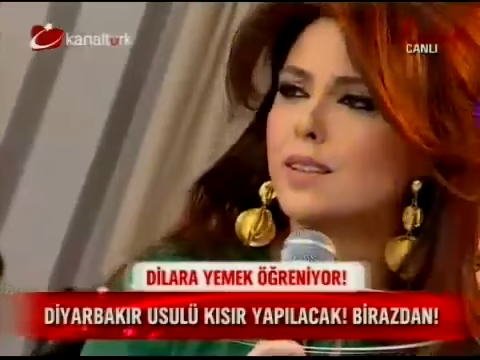 kanaltürk
CANLI
DİLARA YEMEK ÖĞRENİYOR!
DİYARBAKIR USULÜ KISIR YAPILACAK! BİRAZDAN!